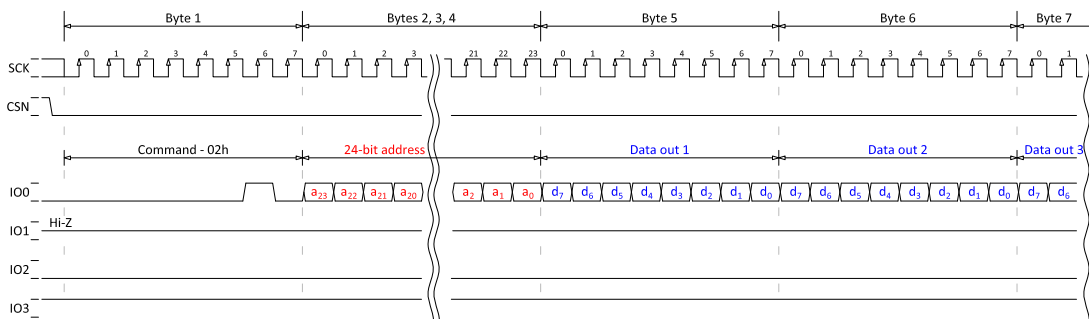 Byte 1 Bytes 2, 3, 4 Byte 5 Byte 6 Byte 7
0 1 2 3 4 5 6 7 0 1 2 3 21 22 23 0 1 2 3 4 5 6 7 0 1 2 3 4 5 6 7 0 1
SCK
CSN
Command - 02h 24-bit address Data out 1 Data out 2 Data out 3
IO0 a23 a22 a21 a20 a2 a1 a0 d7 d6 d5 d4 d3 d2 d1 d0 d7 d6 d5 d4 d3 d2 d1 d0 d7 d6
Hi-Z
IO1
IO2
IO3